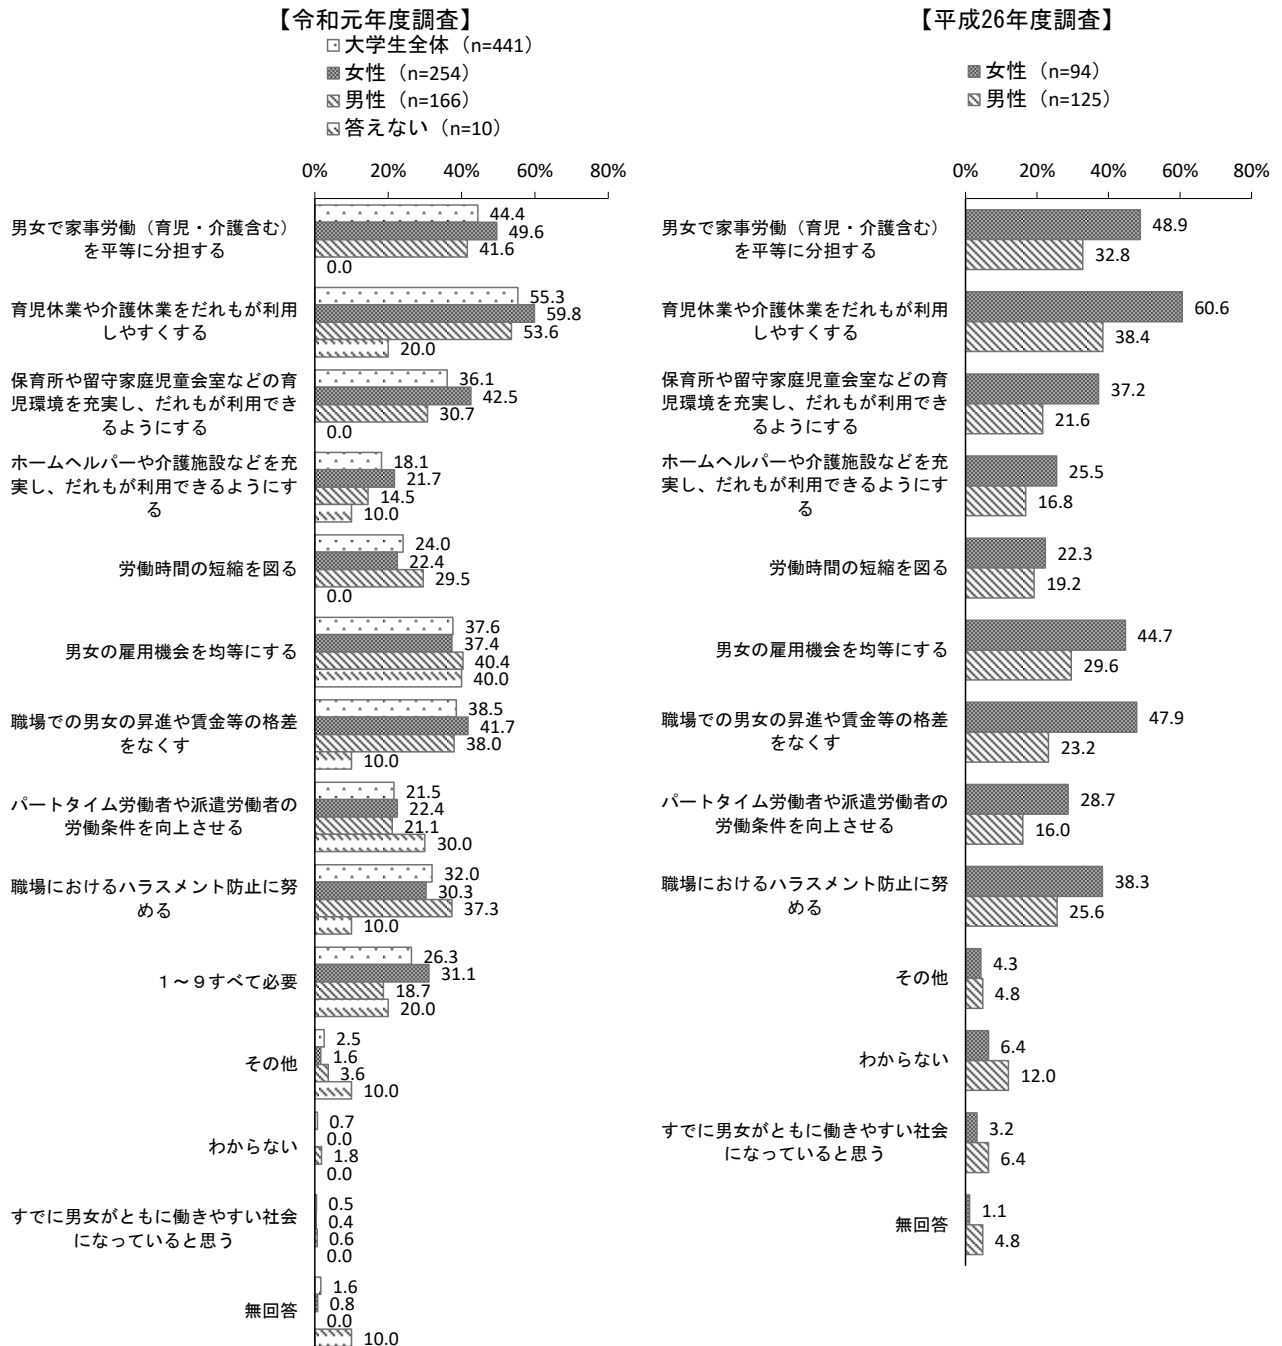 【令和元年度調査】
大学生全体（n=441）
女性（n=254）
男性（n=166）
答えない（n=10）
0% 20% 40% 60% 80%
男女で家事労働（育児・介護含む）
を平等に分担する
44.4
49.6
41.6
0.0
育児休業や介護休業をだれもが利用
しやすくする
55.3
59.8
53.6
20.0
保育所や留守家庭児童会室などの育
児環境を充実し、だれもが利用でき
るようにする
36.1
42.5
30.7
0.0
ホームヘルパーや介護施設などを充
実し、だれもが利用できるようにす
る
18.1
21.7
14.5
10.0
労働時間の短縮を図る
24.0
22.4
29.5
0.0
男女の雇用機会を均等にする
37.6
37.4
40.4
40.0
職場での男女の昇進や賃金等の格差
をなくす
38.5
41.7
38.0
10.0
パートタイム労働者や派遣労働者の
労働条件を向上させる
21.5
22.4
21.1
30.0
職場におけるハラスメント防止に努
める
32.0
30.3
37.3
10.0
１～９すべて必要
26.3
31.1
18.7
20.0
その他
2.5
1.6
3.6
10.0
わからない
0.7
0.0
1.8
0.0
すでに男女がともに働きやすい社会
になっていると思う
0.5
0.4
0.6
0.0
無回答
1.6
0.8
0.0
10.0
【平成26年度調査】
女性（n=94）
男性（n=125）
0% 20% 40% 60% 80%
男女で家事労働（育児・介護含む）
を平等に分担する
48.9
32.8
育児休業や介護休業をだれもが利用
しやすくする
60.6
38.4
保育所や留守家庭児童会室などの育
児環境を充実し、だれもが利用でき
るようにする
37.2
21.6
ホームヘルパーや介護施設などを充
実し、だれもが利用できるようにす
る
25.5
16.8
労働時間の短縮を図る
22.3
19.2
男女の雇用機会を均等にする
44.7
29.6
職場での男女の昇進や賃金等の格差
をなくす
47.9
23.2
パートタイム労働者や派遣労働者の
労働条件を向上させる
28.7
16.0
職場におけるハラスメント防止に努
める
38.3
25.6
その他
4.3
4.8
わからない
6.4
12.0
すでに男女がともに働きやすい社会
になっていると思う
3.2
6.4
無回答
1.1
4.8